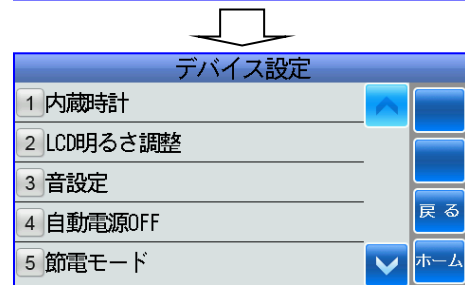 デバイス設定
1 内蔵時計
2 LCD明るさ調整
3 音設定
4 自動電源OFF
5 節電モード
戻る
ホーム